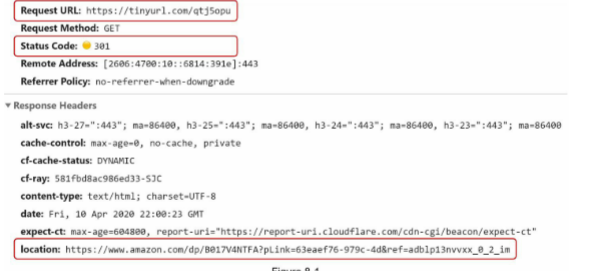 Request URL: https://tinyurl.com/qtj5opu
Request Method: GET
Status Code: 301
Remote Address: [2606:4700:10::6814:391e]:443
Referrer Policy: no-referrer-when-downgrade
▼ Response Headers
alt-svc: h3-27=":443"; ma=86400, h3-25=":443"; ma=86400, h3-24=":443"; ma=86400, h3-23=":443"; ma=86400
cache-control: max-age=0, no-cache, private
cf-cache-status: DYNAMIC
cf-ray: 581fbd8ac986ed33-SJC
content-type: text/html; charset=UTF-8
date: Fri, 10 Apr 2020 22:00:23 GMT
expect-ct: max-age=604800, report-uri="https://report-uri.cloudflare.com/cdn-cgi/beacon/expect-ct"
location: https://www.amazon.com/dp/B017V4NTFA?pLink=63eaef76-979c-4d&ref=adblp13nvvxx_0_2_im